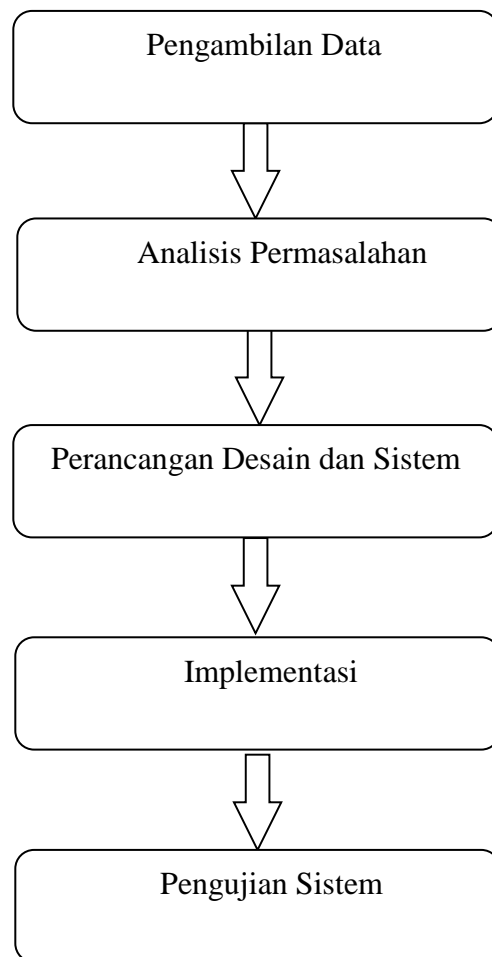 Pengambilan Data
Analisis Permasalahan
Perancangan Desain dan Sistem
Implementasi
Pengujian Sistem